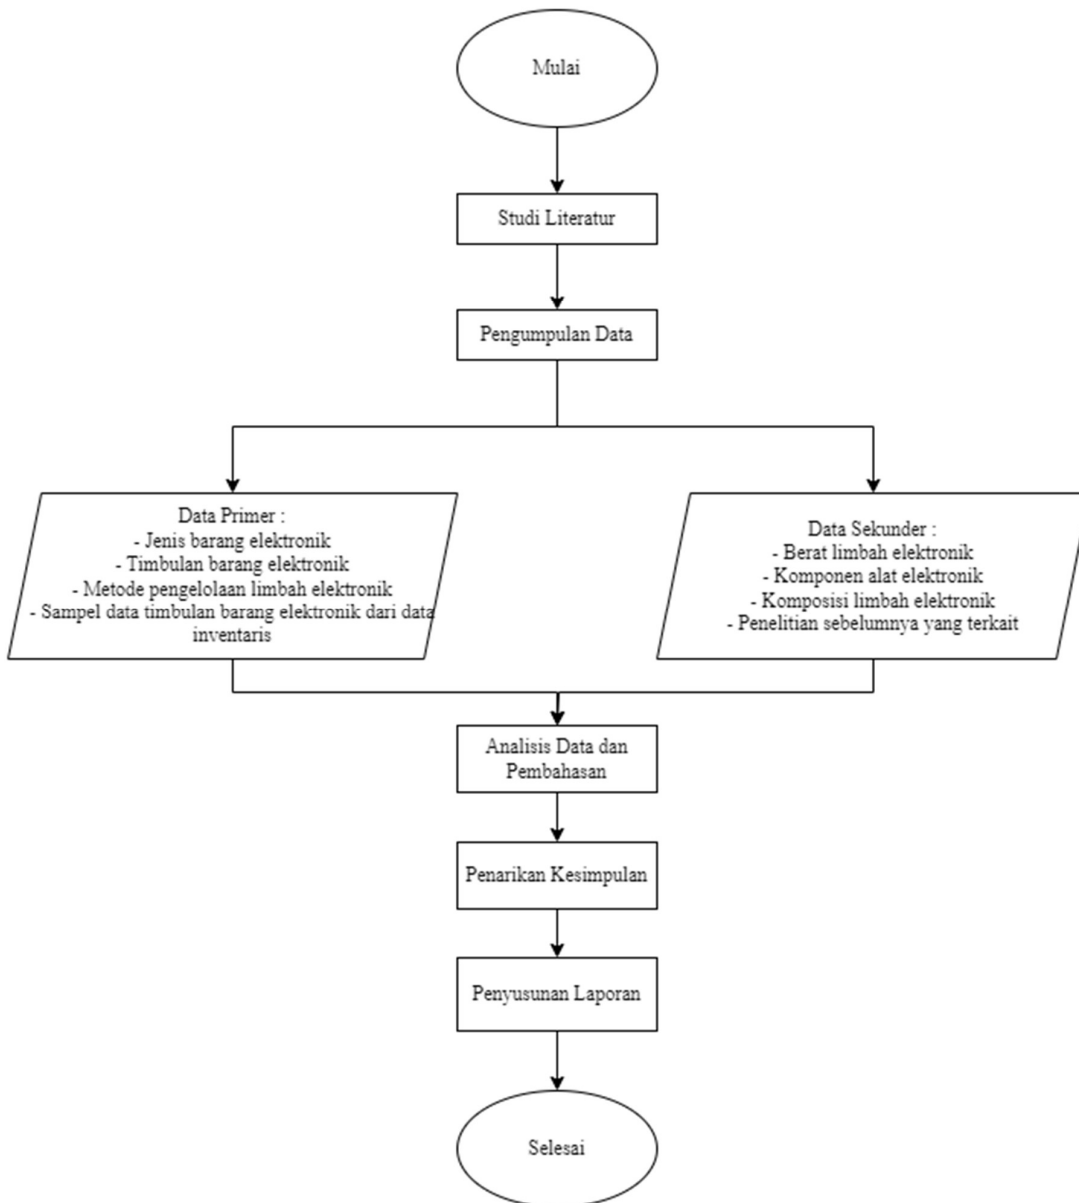 Mulai
Studi Literatur
Pengumpulan Data
Data Primer :
- Jenis barang elektronik
- Timbulan barang elektronik
- Metode pengelolaan limbah elektronik
- Sampel data timbulan barang elektronik dari data
inventaris
Data Sekunder :
- Berat limbah elektronik
- Komponen alat elektronik
- Komposisi limbah elektronik
- Penelitian sebelumnya yang terkait
Analisis Data dan
Pembahasan
Penarikan Kesimpulan
Penyusunan Laporan
Selesai